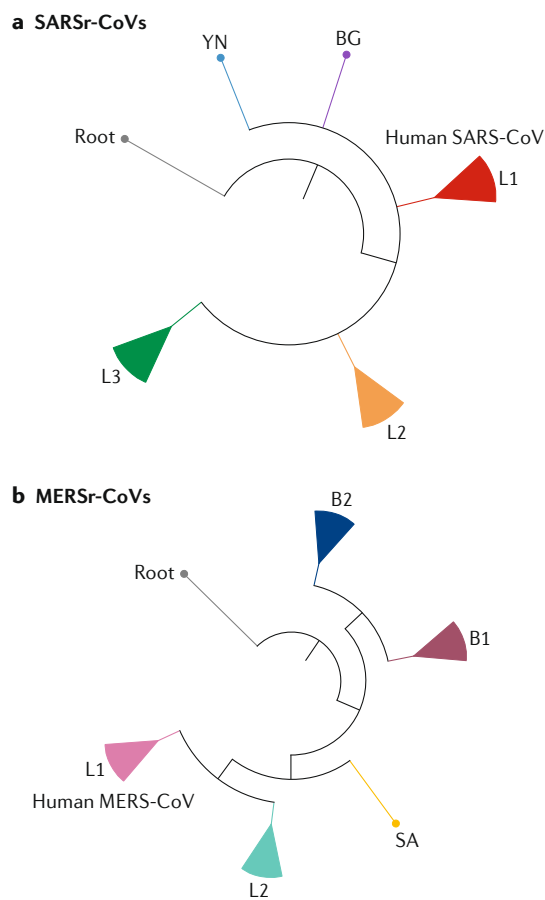 a SARSr-CoVs
YN
BG
Root
Human SARS-CoV
L1
L3
L2
b MERSr-CoVs
B2
Root
B1
L1
Human MERS-CoV
SA
L2